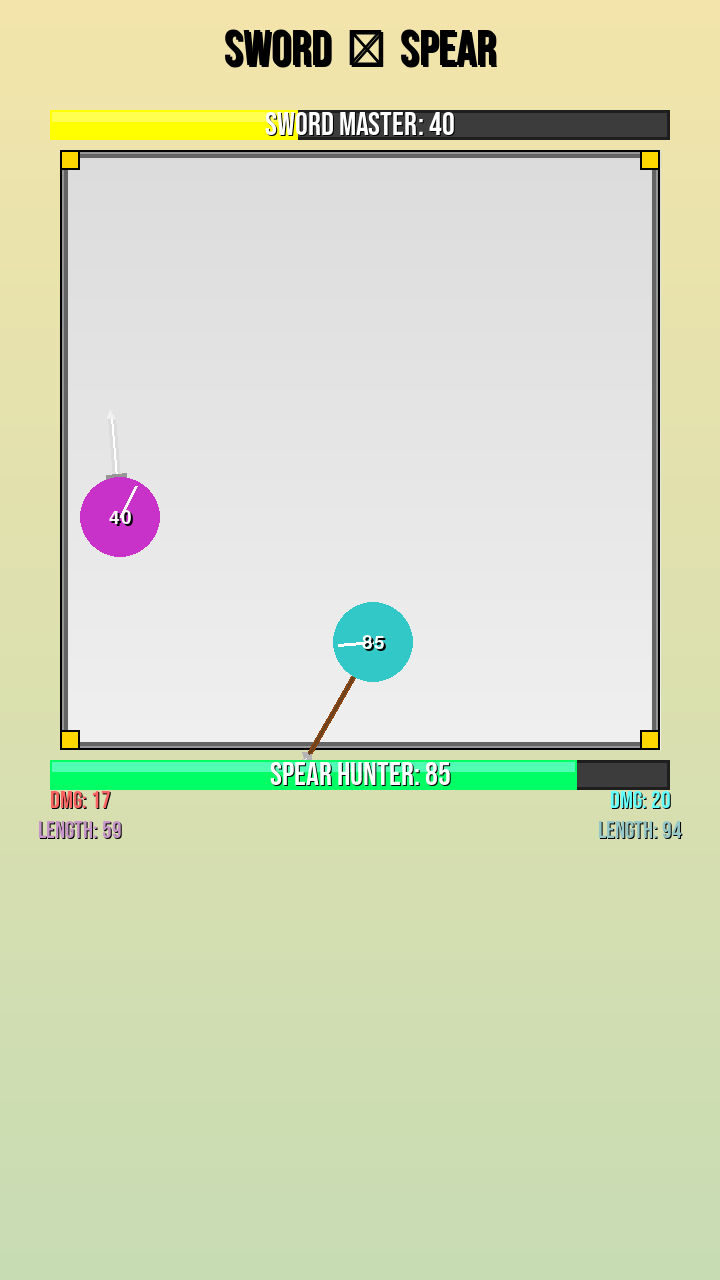 SWORD ☒ SPEAR
SWORD MASTER: 40
40
85
SPEAR HUNTER: 85
DMG: 17
DMG: 20
LENGTH: 59
LENGTH: 94